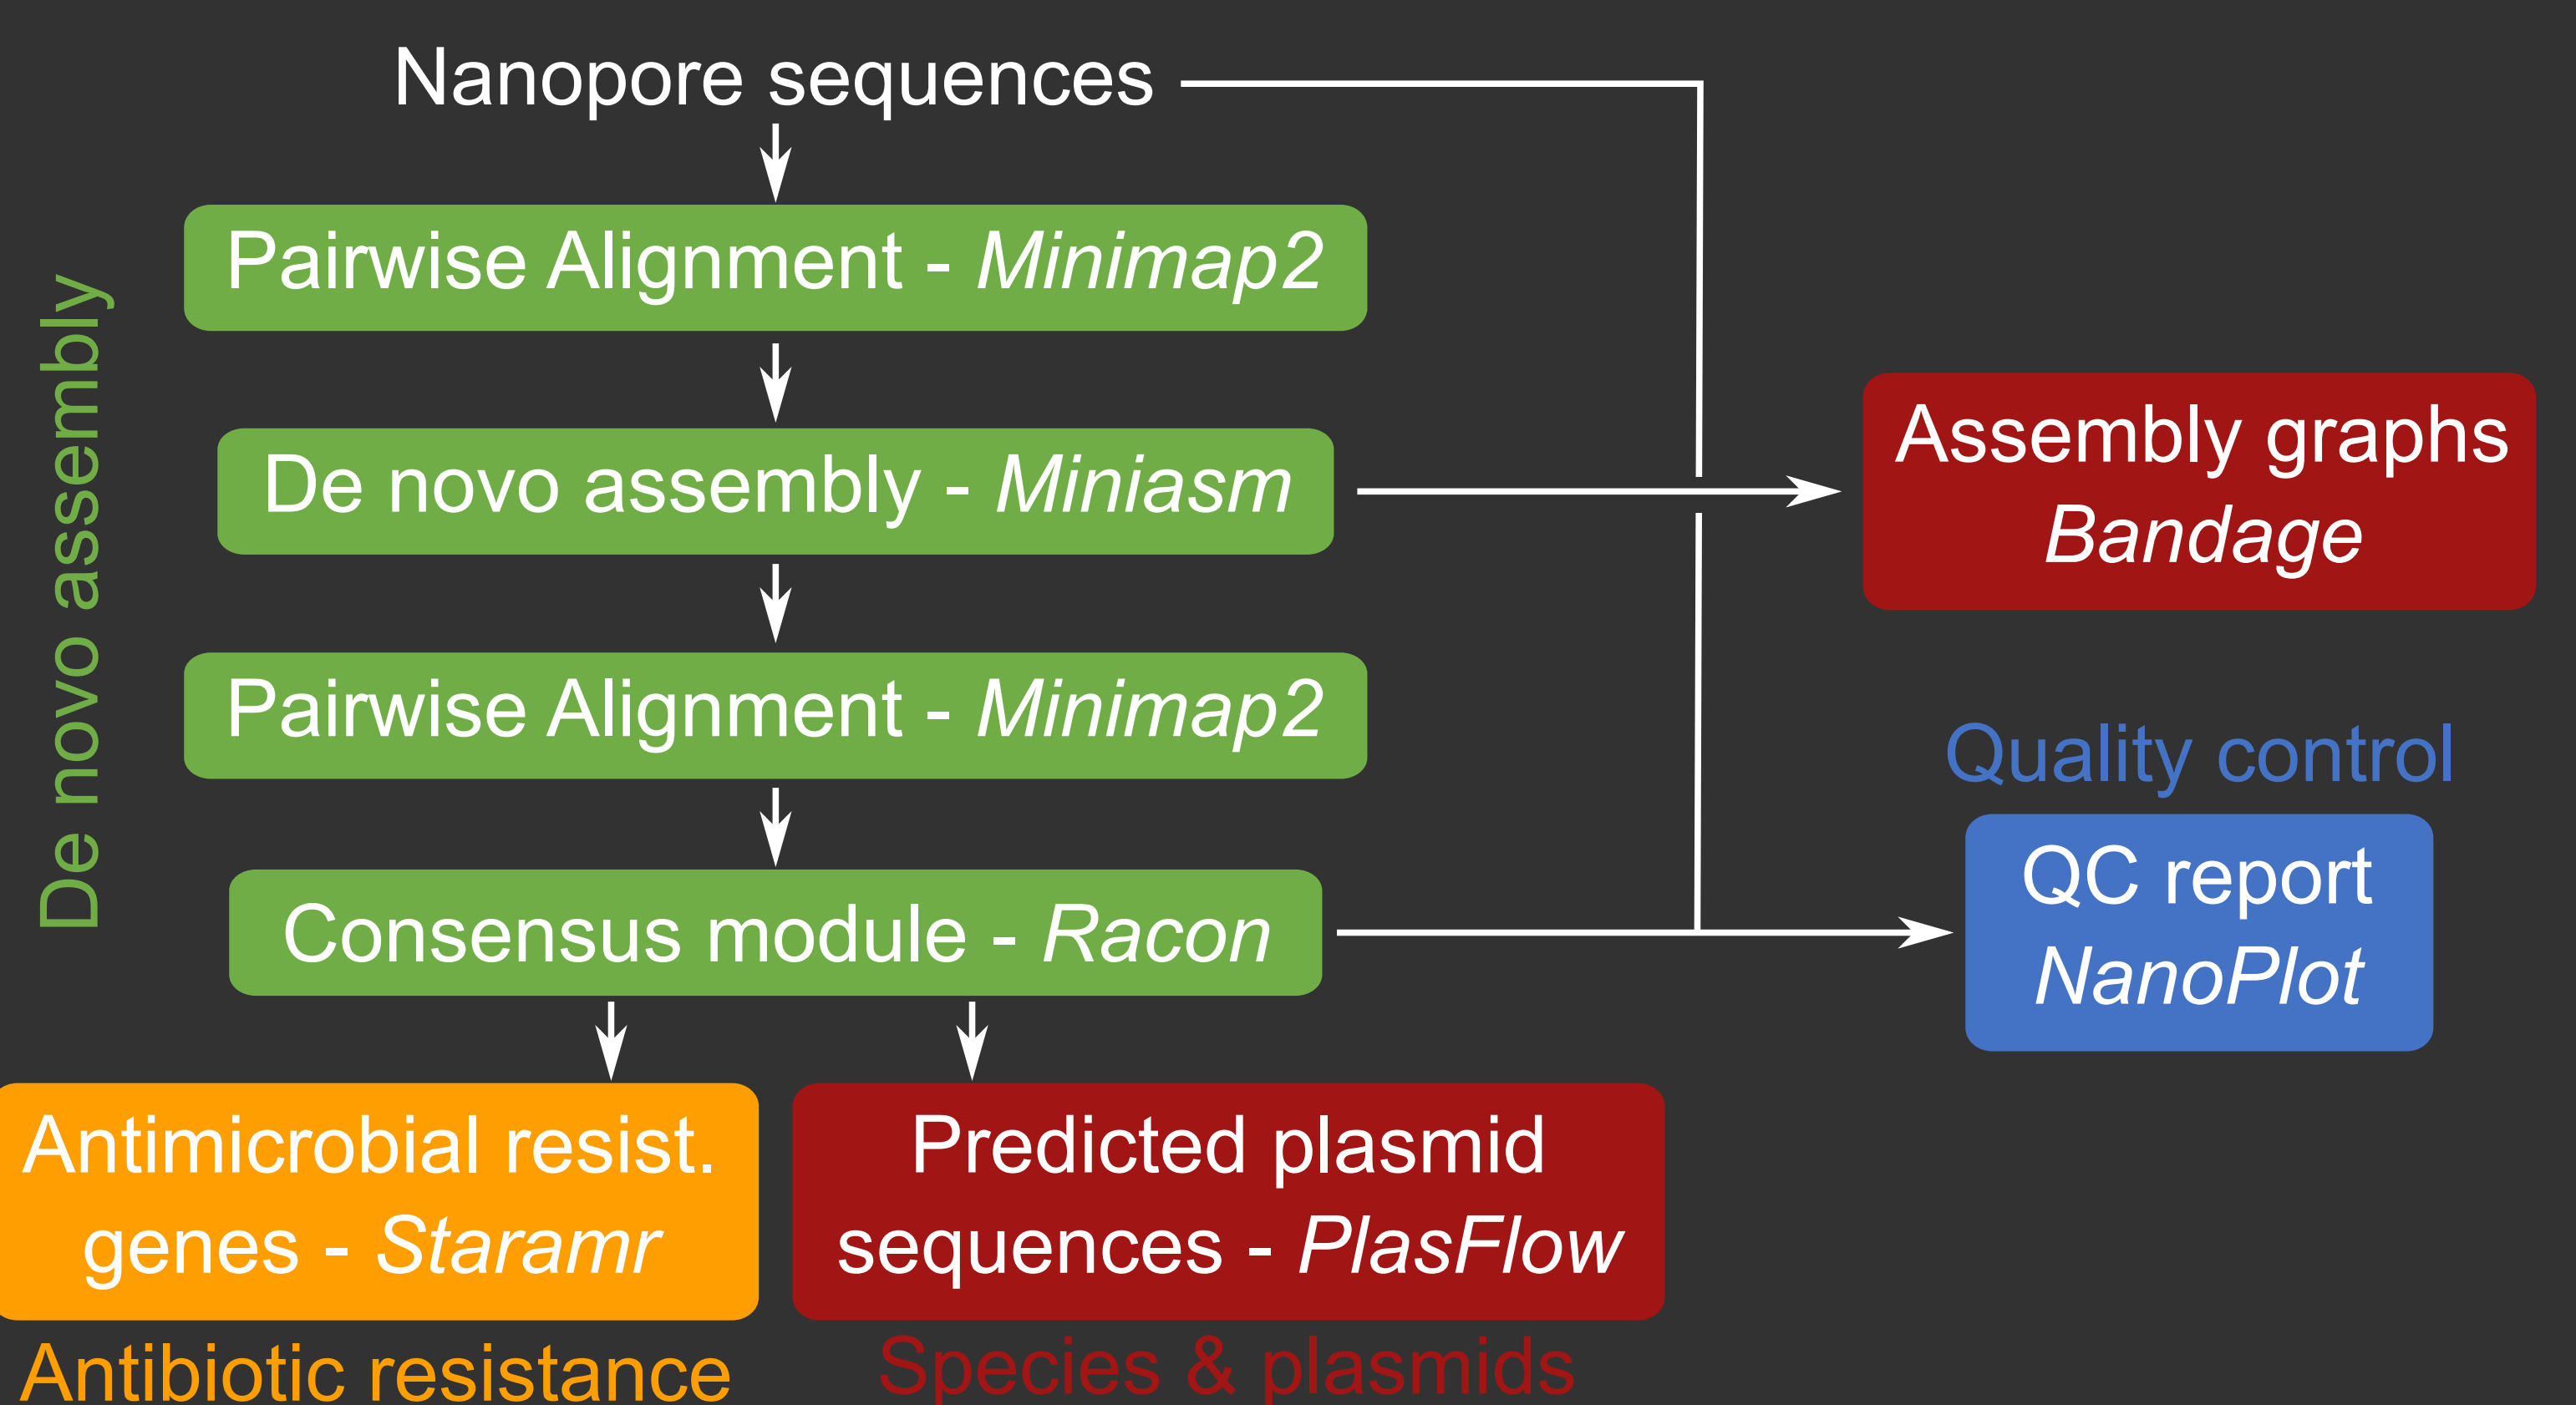 Nanopore sequences
De novo assembly
Pairwise Alignment - Minimap2
De novo assembly - Miniasm
Pairwise Alignment - Minimap2
Consensus module - Racon
Assembly graphs
Bandage
Quality control
QC report
NanoPlot
Antimicrobial resist.
genes - Staramr
Antibiotic resistance
Predicted plasmid
sequences - PlasFlow
Species & plasmids